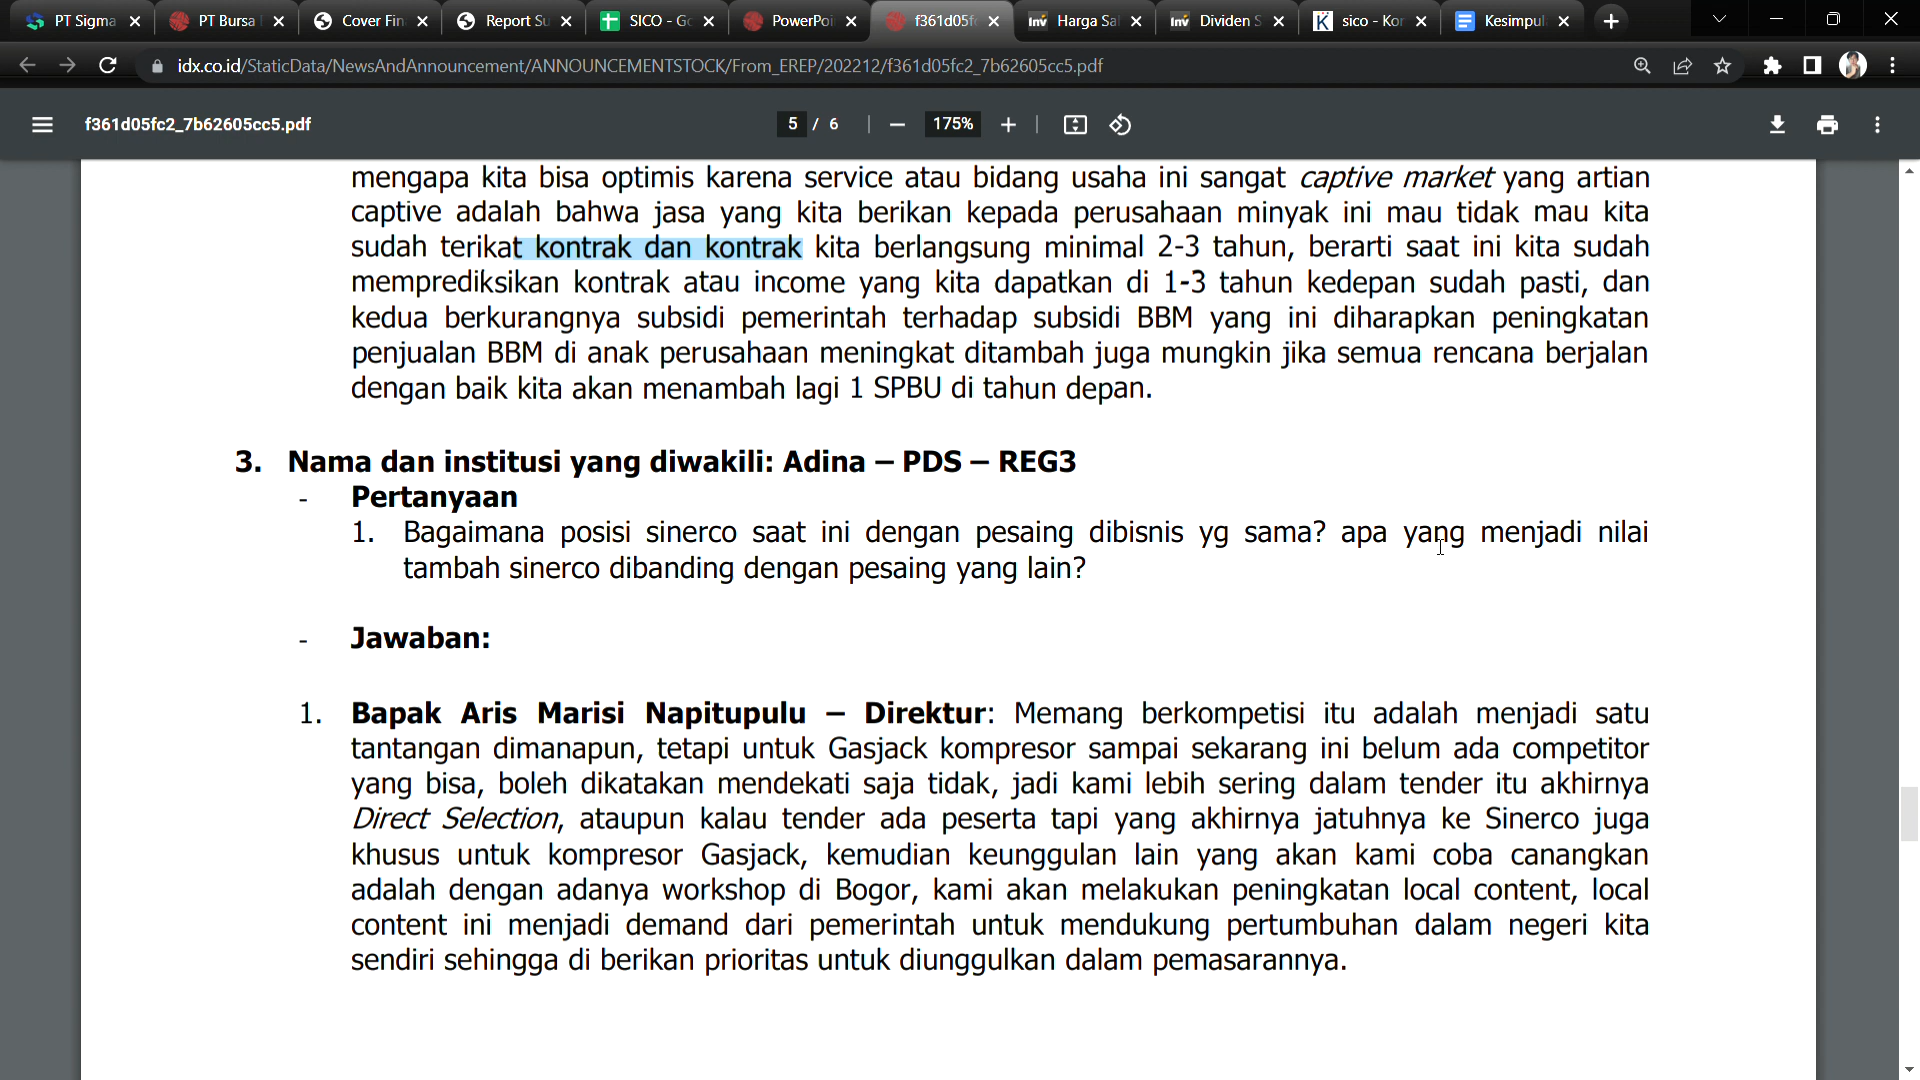 PT Sigma
PT Bursa
Cover Fin
Report Su
SICO - Go
PowerPoi
f361d05f
Harga Sa
Dividen S
sico - Kor
Kesimpul
idx.co.id/StaticData/NewsAndAnnouncement/ANNOUNCEMENTSTOCK/From_EREP/202212/f361d05fc2_7b62605cc5.pdf
f361d05fc2_7b62605cc5.pdf
5 / 6
175%
mengapa kita bisa optimis karena service atau bidang usaha ini sangat captive market yang artian
captive adalah bahwa jasa yang kita berikan kepada perusahaan minyak ini mau tidak mau kita
sudah terikat kontrak dan kontrak kita berlangsung minimal 2-3 tahun, berarti saat ini kita sudah
memprediksikan kontrak atau income yang kita dapatkan di 1-3 tahun kedepan sudah pasti, dan
kedua berkurangnya subsidi pemerintah terhadap subsidi BBM yang ini diharapkan peningkatan
penjualan BBM di anak perusahaan meningkat ditambah juga mungkin jika semua rencana berjalan
dengan baik kita akan menambah lagi 1 SPBU di tahun depan.
3. Nama dan institusi yang diwakili: Adina – PDS – REG3
- Pertanyaan
1. Bagaimana posisi sinerco saat ini dengan pesaing dibisnis yg sama? apa yang menjadi nilai
tambah sinerco dibanding dengan pesaing yang lain?
- Jawaban:
1. Bapak Aris Marisi Napitupulu – Direktur: Memang berkompetisi itu adalah menjadi satu
tantangan dimanapun, tetapi untuk Gasjack kompresor sampai sekarang ini belum ada competitor
yang bisa, boleh dikatakan mendekati saja tidak, jadi kami lebih sering dalam tender itu akhirnya
Direct Selection, ataupun kalau tender ada peserta tapi yang akhirnya jatuhnya ke Sinerco juga
khusus untuk kompresor Gasjack, kemudian keunggulan lain yang akan kami coba canangkan
adalah dengan adanya workshop di Bogor, kami akan melakukan peningkatan local content, local
content ini menjadi demand dari pemerintah untuk mendukung pertumbuhan dalam negeri kita
sendiri sehingga di berikan prioritas untuk diunggulkan dalam pemasarannya.